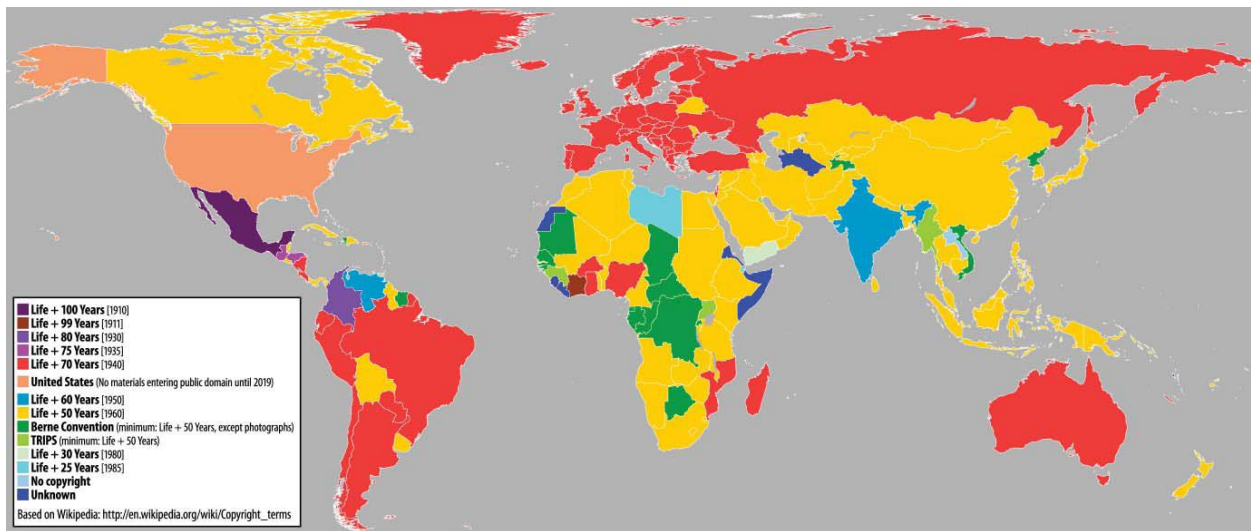 Life + 100 Years [1910]
Life + 99 Years [1911]
Life + 80 Years [1930]
Life + 75 Years [1935]
Life + 70 Years [1940]
United States (No materials entering public domain until 2019)
Life + 60 Years [1950]
Life + 50 Years [1960]
Berne Convention (minimum: Life + 50 Years, except photographs)
TRIPS (minimum: Life + 50 Years)
Life + 30 Years [1980]
Life + 25 Years [1985]
No copyright
Unknown
Based on Wikipedia: http://en.wikipedia.org/wiki/Copyright_terms